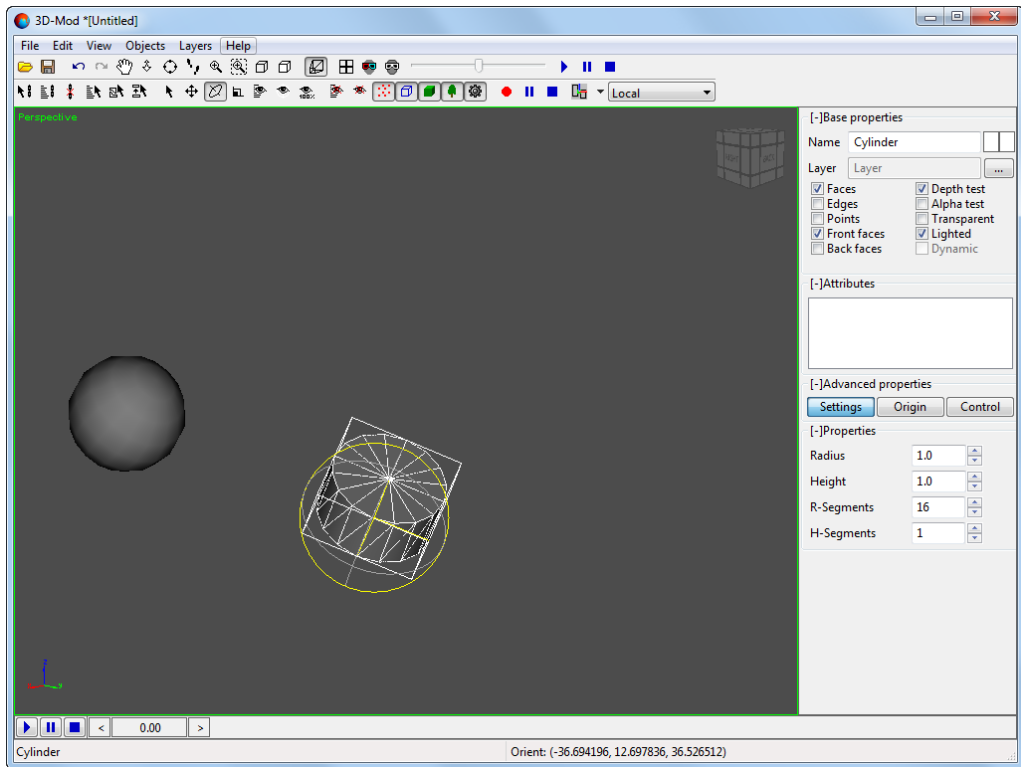 3D-Mod *[Untitled]
File Edit View Objects Layers Help
Local
Perspective
[-]Base properties
Name Cylinder
Layer Layer ...
Faces Depth test
Edges Alpha test
Points Transparent
Front faces Lighted
Back faces Dynamic
[-]Attributes
[-]Advanced properties
Settings Origin Control
[-]Properties
Radius 1.0
Height 1.0
R-Segments 16
H-Segments 1
z
y
< 0.00 >
Cylinder Orient: (-36.694196, 12.697836, 36.526512)